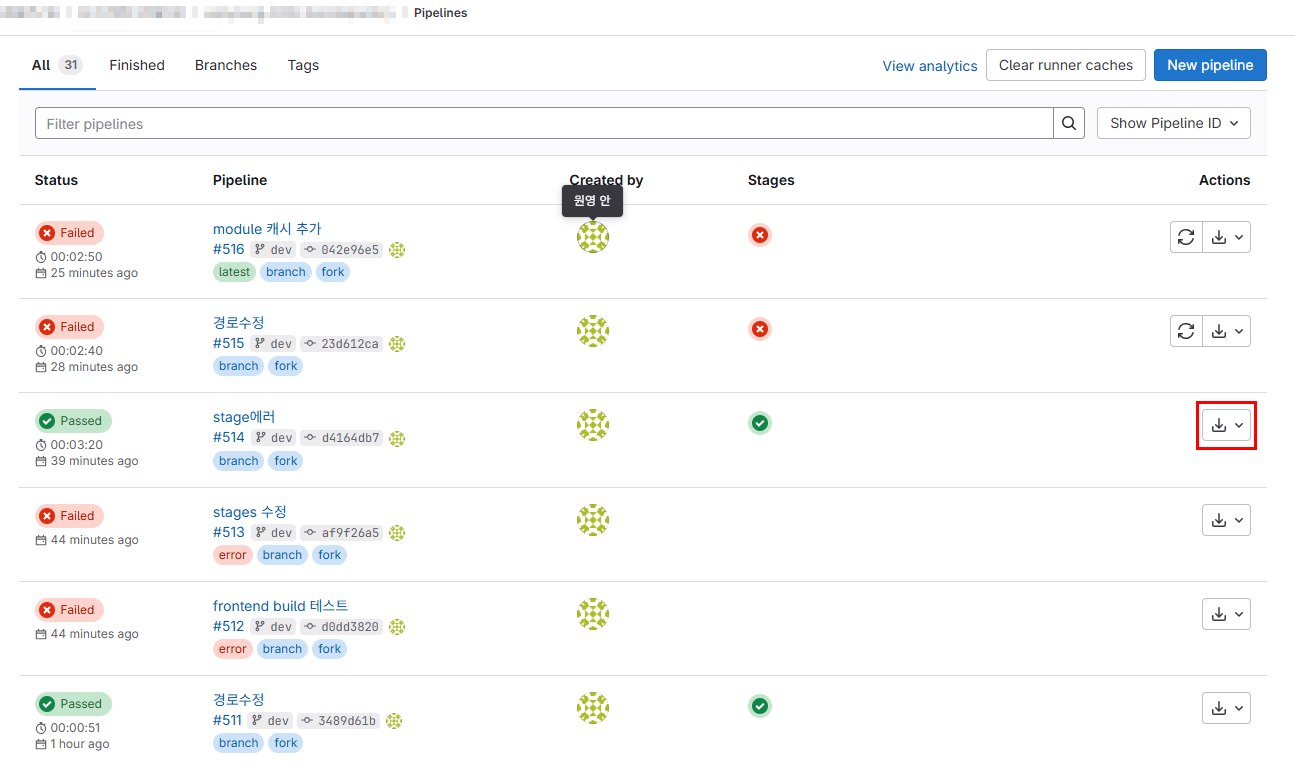 Pipelines
All 31 Finished Branches Tags View analytics Clear runner caches New pipeline
Filter pipelines Show Pipeline ID
Status Pipeline Created by Stages Actions
원영 안
Failed module 캐시 추가
#516 dev 042e96e5
00:02:50
25 minutes ago latest branch fork
Failed 경로수정
#515 dev 23d612ca
00:02:40
28 minutes ago branch fork
Passed stage에러
#514 dev d4164db7
00:03:20
39 minutes ago branch fork
Failed stages 수정
#513 dev af9f26a5
44 minutes ago
error branch fork
Failed frontend build 테스트
#512 dev d0dd3820
44 minutes ago
error branch fork
Passed 경로수정
#511 dev 3489d61b
00:00:51
1 hour ago branch fork